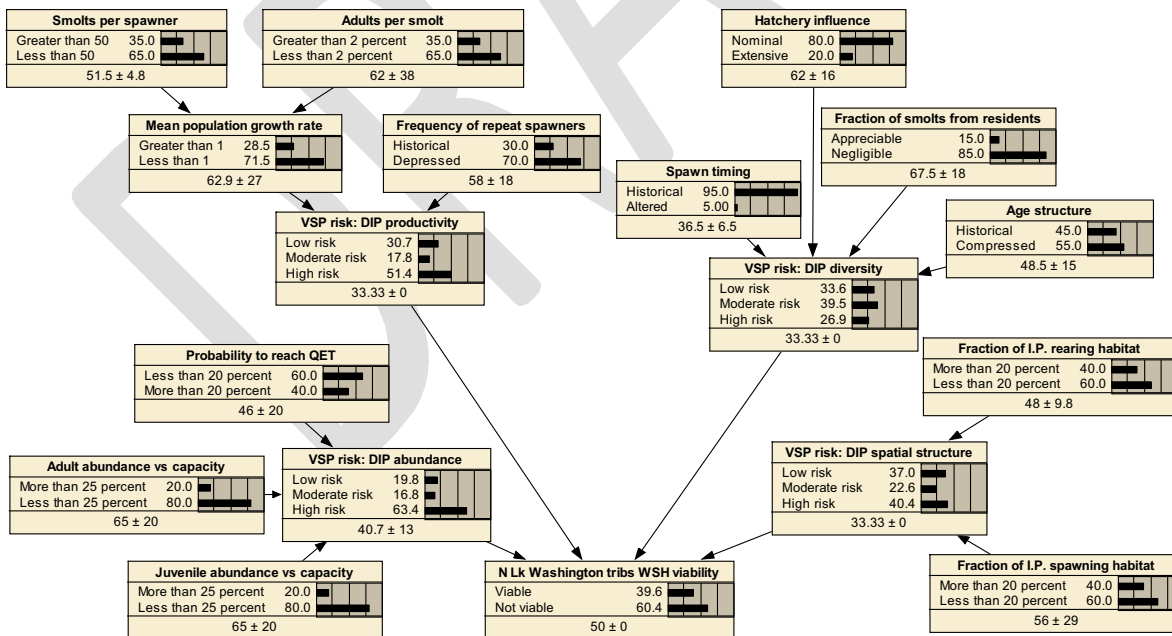 Smolts per spawner
Greater than 50 35.0
Less than 50 65.0
51.5 ± 4.8
Adults per smolt
Greater than 2 percent 35.0
Less than 2 percent 65.0
62 ± 38
Hatchery influence
Nominal 80.0
Extensive 20.0
62 ± 16
Mean population growth rate
Greater than 1 28.5
Less than 1 71.5
62.9 ± 27
Frequency of repeat spawners
Historical 30.0
Depressed 70.0
58 ± 18
Fraction of smolts from residents
Appreciable 15.0
Negligible 85.0
67.5 ± 18
Spawn timing
Historical 95.0
Altered 5.00
36.5 ± 6.5
Age structure
Historical 45.0
Compressed 55.0
48.5 ± 15
VSP risk: DIP productivity
Low risk 30.7
Moderate risk 17.8
High risk 51.4
33.33 ± 0
VSP risk: DIP diversity
Low risk 33.6
Moderate risk 39.5
High risk 26.9
33.33 ± 0
Probability to reach QET
Less than 20 percent 60.0
More than 20 percent 40.0
46 ± 20
Fraction of I.P. rearing habitat
More than 20 percent 40.0
Less than 20 percent 60.0
48 ± 9.8
Adult abundance vs capacity
More than 25 percent 20.0
Less than 25 percent 80.0
65 ± 20
VSP risk: DIP abundance
Low risk 19.8
Moderate risk 16.8
High risk 63.4
40.7 ± 13
VSP risk: DIP spatial structure
Low risk 37.0
Moderate risk 22.6
High risk 40.4
33.33 ± 0
Juvenile abundance vs capacity
More than 25 percent 20.0
Less than 25 percent 80.0
65 ± 20
N Lk Washington tribs WSH viability
Viable 39.6
Not viable 60.4
50 ± 0
Fraction of I.P. spawning habitat
More than 20 percent 40.0
Less than 20 percent 60.0
56 ± 29